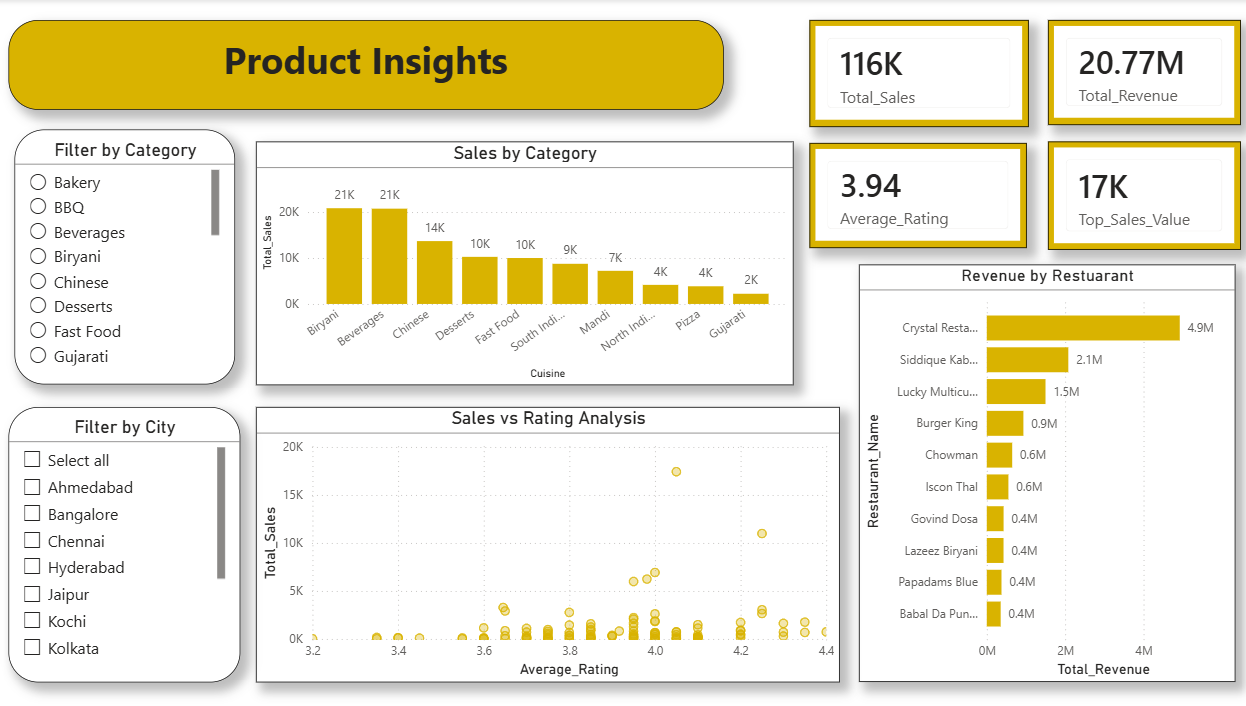 Product Insights
116K
Total_Sales
20.77M
Total_Revenue
3.94
Average_Rating
17K
Top_Sales_Value
Filter by Category
Bakery
BBQ
Beverages
Biryani
Chinese
Desserts
Fast Food
Gujarati
Sales by Category
Total_Sales
20K
10K
0K
21K
21K
14K
10K
10K
9K
7K
4K
4K
2K
Biryani
Beverages
Chinese
Desserts
Fast Food
South Indi...
Mandi
North Indi...
Pizza
Gujarati
Cuisine
Revenue by Restuarant
Restaurant_Name
Crystal Resta... 4.9M
Siddique Kab... 2.1M
Lucky Multicu... 1.5M
Burger King 0.9M
Chowman 0.6M
Iscon Thal 0.6M
Govind Dosa 0.4M
Lazeez Biryani 0.4M
Papadams Blue 0.4M
Babal Da Pun... 0.4M
0M 2M 4M
Total_Revenue
Filter by City
Select all
Ahmedabad
Bangalore
Chennai
Hyderabad
Jaipur
Kochi
Kolkata
Sales vs Rating Analysis
Total_Sales
20K
15K
10K
5K
0K
3.2 3.4 3.6 3.8 4.0 4.2 4.4
Average_Rating